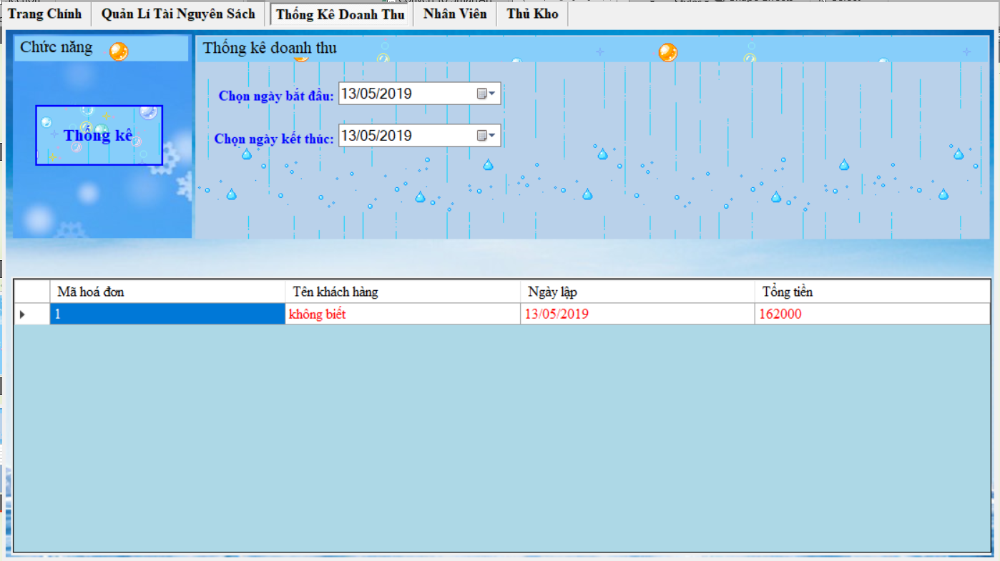 Trang Chính Quản Lí Tài Nguyên Sách Thống Kê Doanh Thu Nhân Viên Thủ Kho
Chức năng
Thống kê
Thống kê doanh thu
Chọn ngày bắt đầu: 13/05/2019
Chọn ngày kết thúc: 13/05/2019
Mã hoá đơn Tên khách hàng Ngày lập Tổng tiền
1 không biết 13/05/2019 162000